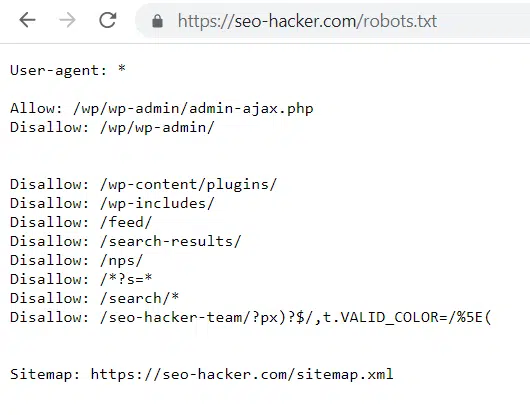 https://seo-hacker.com/robots.txt
User-agent: *
Allow: /wp/wp-admin/admin-ajax.php
Disallow: /wp/wp-admin/
Disallow: /wp-content/plugins/
Disallow: /wp-includes/
Disallow: /feed/
Disallow: /search-results/
Disallow: /nps/
Disallow: /*?s=*
Disallow: /search/*
Disallow: /seo-hacker-team/?px)?$/,t.VALID_COLOR=/%5E(
Sitemap: https://seo-hacker.com/sitemap.xml